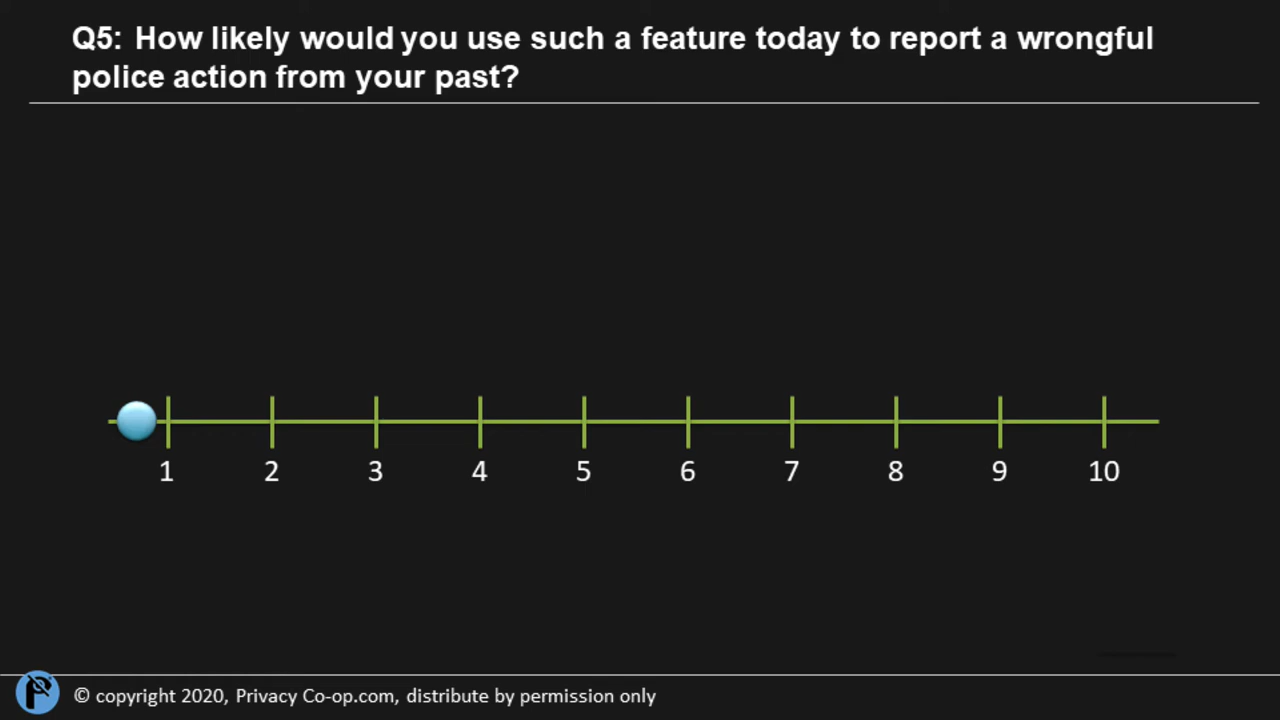 Q5: How likely would you use such a feature today to report a wrongful
police action from your past?
1 2 3 4 5 6 7 8 9 10
© copyright 2020, Privacy Co-op.com, distribute by permission only